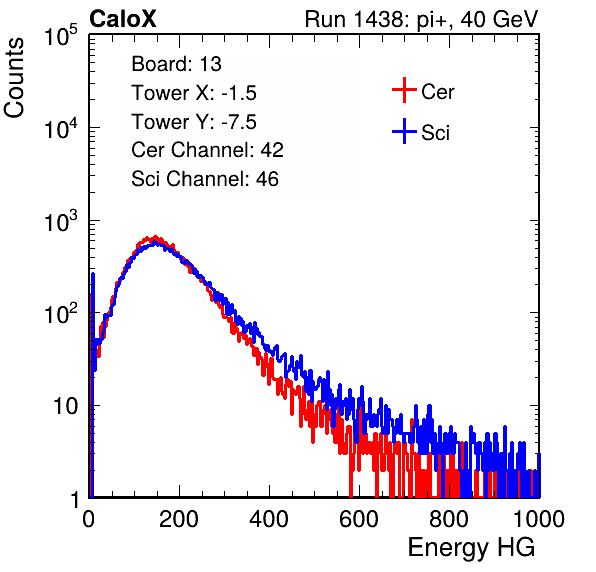 CaloX Run 1438: pi+, 40 GeV
Counts
Board: 13
Tower X: -1.5
Tower Y: -7.5
Cer Channel: 42
Sci Channel: 46
Cer
Sci
10^5
10^4
10^3
10^2
10
1
0 200 400 600 800 1000
Energy HG